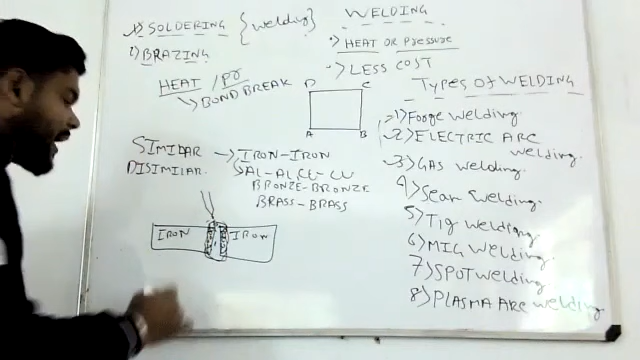 1) SOLDERING { Welding }
2) BRAZING
HEAT / Pr
BOND BREAK
WELDING
HEAT OR Pressure
LESS COST
D C
A B
SIMILAR → IRON-IRON
DISIMILAR.
BRONZE-BRONZE
BRASS-BRASS
IRON IRON
Types of WELDING
1) Forge welding.
2) ELECTRIC ARC
welding.
3) GAS welding.
4) Seam welding.
5) Tig welding
6) MIG welding
7) SPOT welding
8) PLASMA ARC welding.